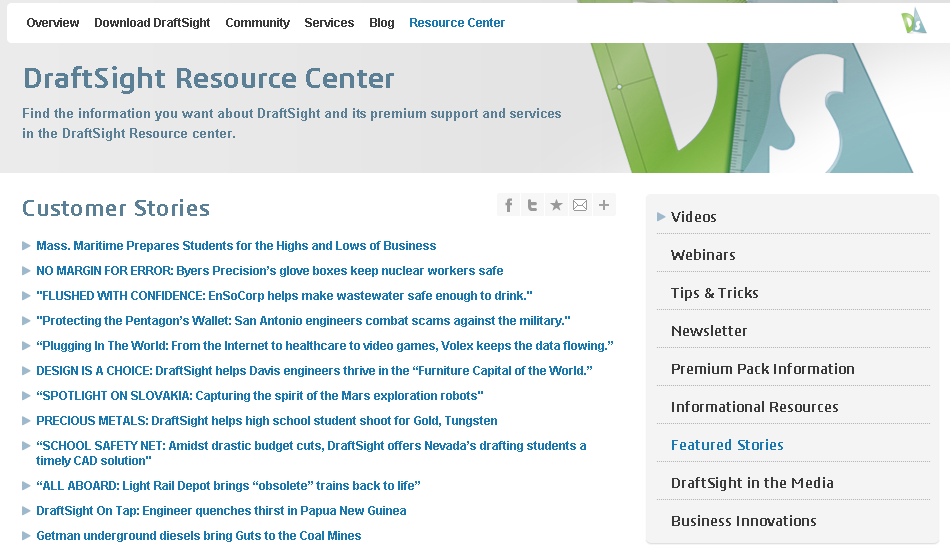 Overview Download DraftSight Community Services Blog Resource Center
DS
DraftSight Resource Center
Find the information you want about DraftSight and its premium support and services
in the DraftSight Resource center.
Customer Stories
Mass. Maritime Prepares Students for the Highs and Lows of Business
NO MARGIN FOR ERROR: Byers Precision’s glove boxes keep nuclear workers safe
"FLUSHED WITH CONFIDENCE: EnSoCorp helps make wastewater safe enough to drink."
"Protecting the Pentagon’s Wallet: San Antonio engineers combat scams against the military."
“Plugging In The World: From the Internet to healthcare to video games, Volex keeps the data flowing.”
DESIGN IS A CHOICE: DraftSight helps Davis engineers thrive in the “Furniture Capital of the World.”
“SPOTLIGHT ON SLOVAKIA: Capturing the spirit of the Mars exploration robots"
PRECIOUS METALS: DraftSight helps high school student shoot for Gold, Tungsten
“SCHOOL SAFETY NET: Amidst drastic budget cuts, DraftSight offers Nevada’s drafting students a
timely CAD solution"
“ALL ABOARD: Light Rail Depot brings “obsolete” trains back to life”
DraftSight On Tap: Engineer quenches thirst in Papua New Guinea
Getman underground diesels bring Guts to the Coal Mines
Videos
Webinars
Tips & Tricks
Newsletter
Premium Pack Information
Informational Resources
Featured Stories
DraftSight in the Media
Business Innovations